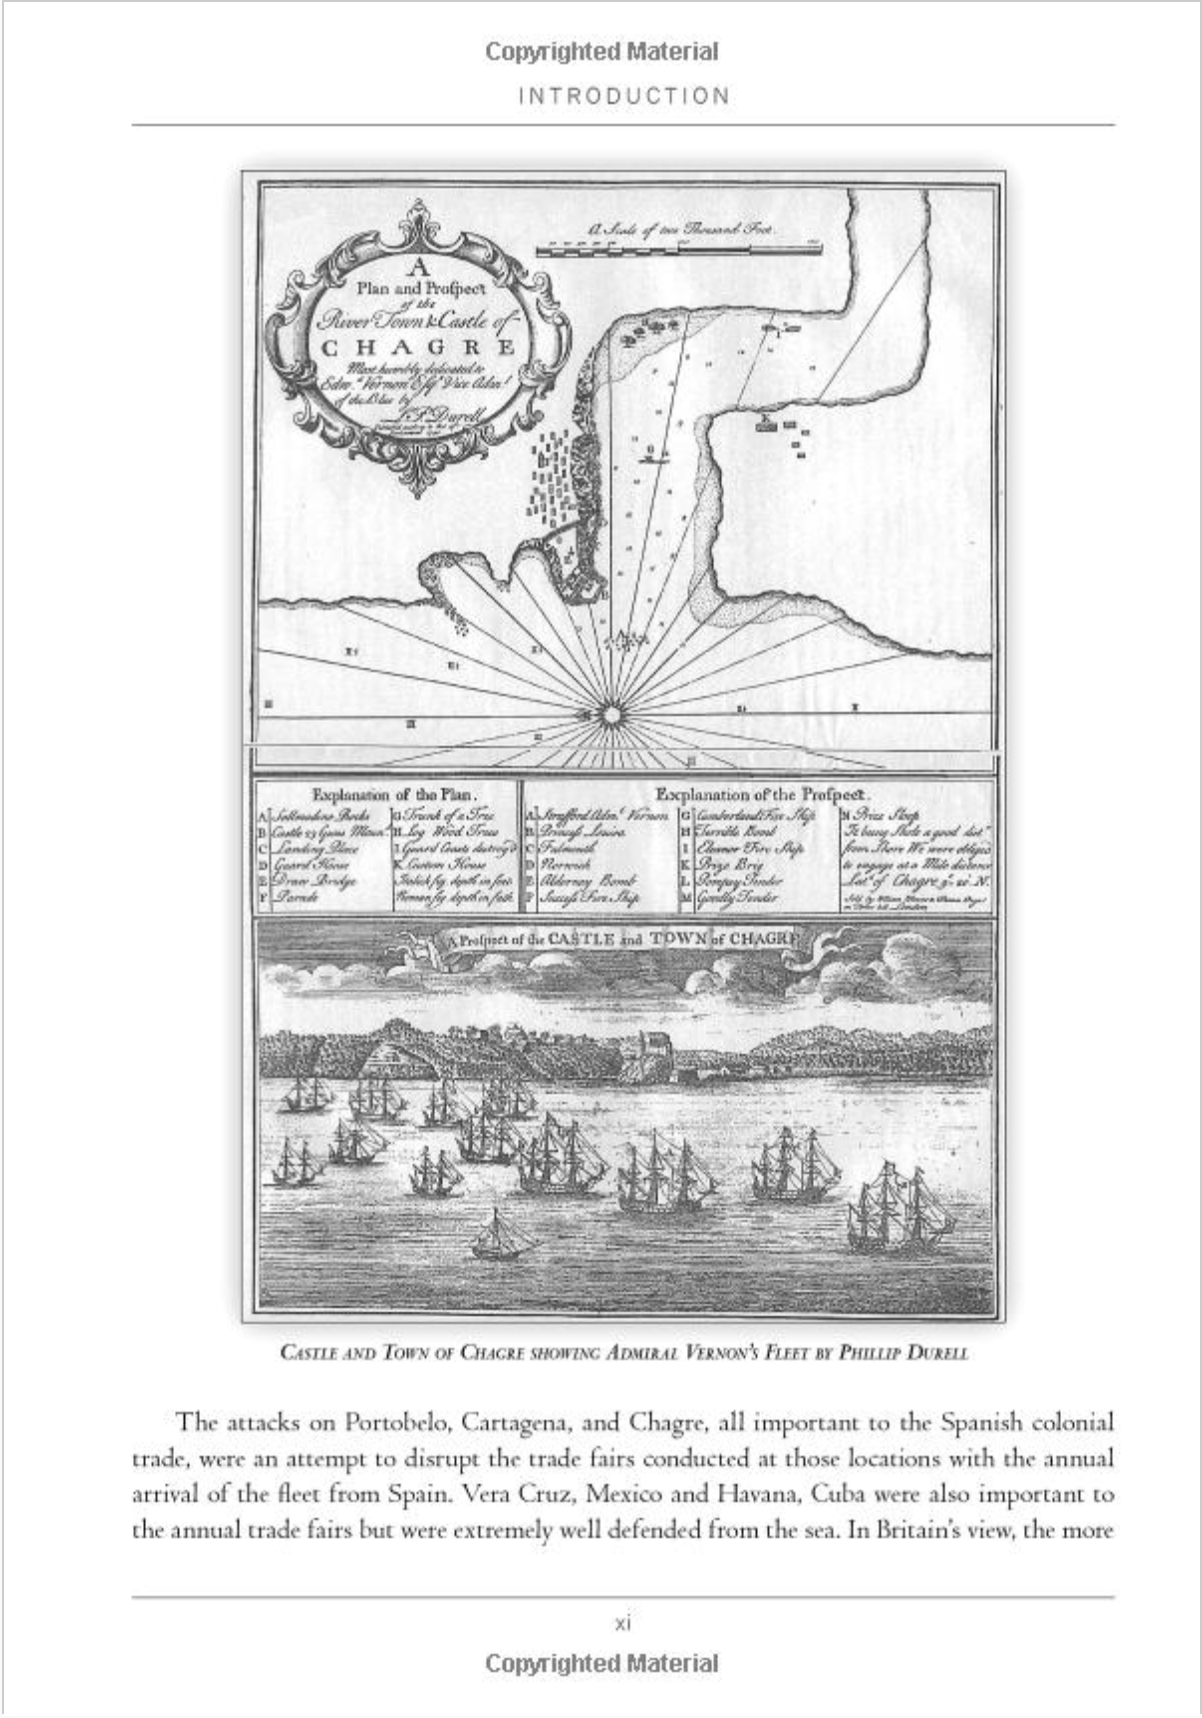 Copyrighted Material
INTRODUCTION
A Scale of two Thousand Feet.
A
Plan and Prospect
of the
River Town & Castle of
CHAGRE
Most humbly dedicated to
Edw.d Vernon Esq.r Vice Adm.l
of the Blue by
P. Durell
Explanation of the Plan.
A
B Castle 23 Guns
C Landing Place
D Guard House
E Draw Bridge
F Parade
G Trunk of a Tree
H Log Wood Trees
I Guard Coasts destroy'd
K Custom House
Italick fig. depth in feet
Roman fig. depth in fath.
Explanation of the Prospect.
A Strafford Adm.l Vernon
B Princess Louisa
C Falmouth
D Norwich
E Alderney Bomb
F Success Fire Ship
G Cumberland Fire Ship
H Terrible Bomb
I Eleanor Fire Ship
K Prize Brig
L Pompey Tender
M Goodly Tender
N Prize Sloop
It being Shole a good dist.ce
from Shore We were obliged
to engage at a Mile distance
Lat.d of Chagre
A Prospect of the CASTLE and TOWN of CHAGRE
CASTLE AND TOWN OF CHAGRE SHOWING ADMIRAL VERNON'S FLEET BY PHILLIP DURELL
The attacks on Portobelo, Cartagena, and Chagre, all important to the Spanish colonial
trade, were an attempt to disrupt the trade fairs conducted at those locations with the annual
arrival of the fleet from Spain. Vera Cruz, Mexico and Havana, Cuba were also important to
the annual trade fairs but were extremely well defended from the sea. In Britain's view, the more
xi
Copyrighted Material